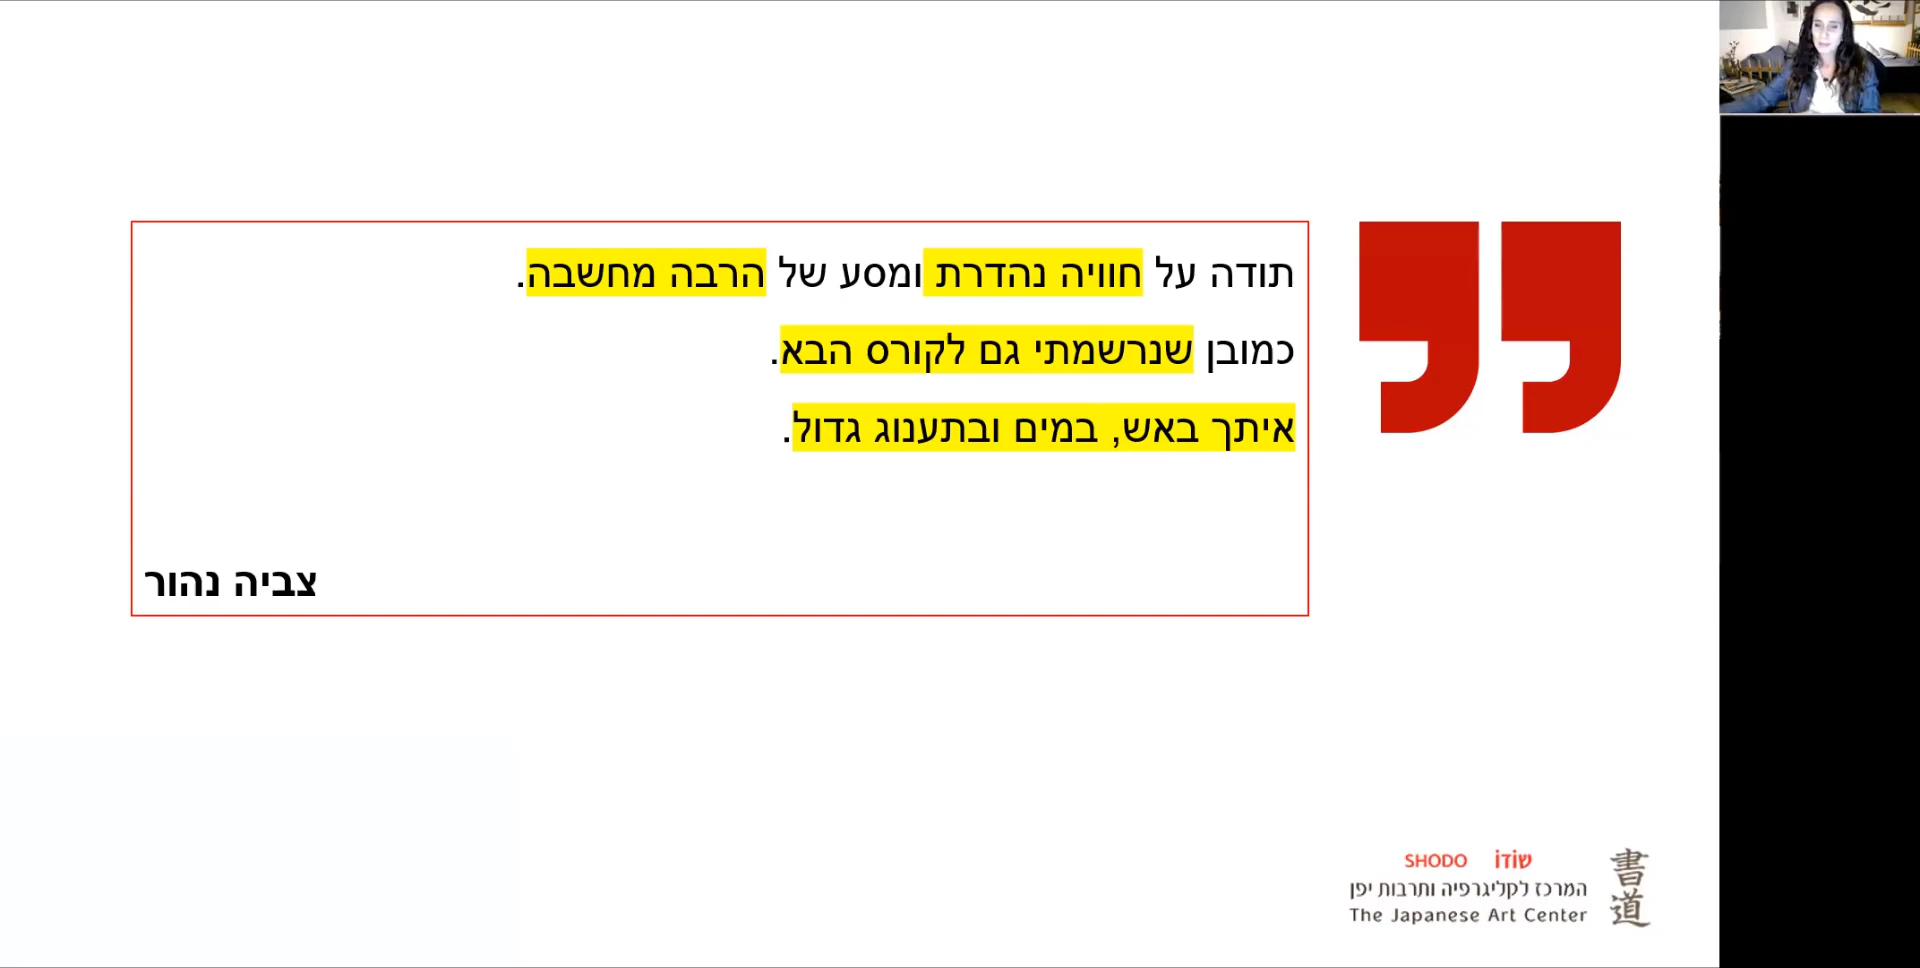 תודה על חוויה נהדרת ומסע של הרבה מחשבה.
כמובן שנרשמתי גם לקורס הבא.
איתך באש, במים ובתענוג גדול.
צביה נהור
שודו SHODO
המרכז לקליגרפיה ותרבות יפן
The Japanese Art Center
書道